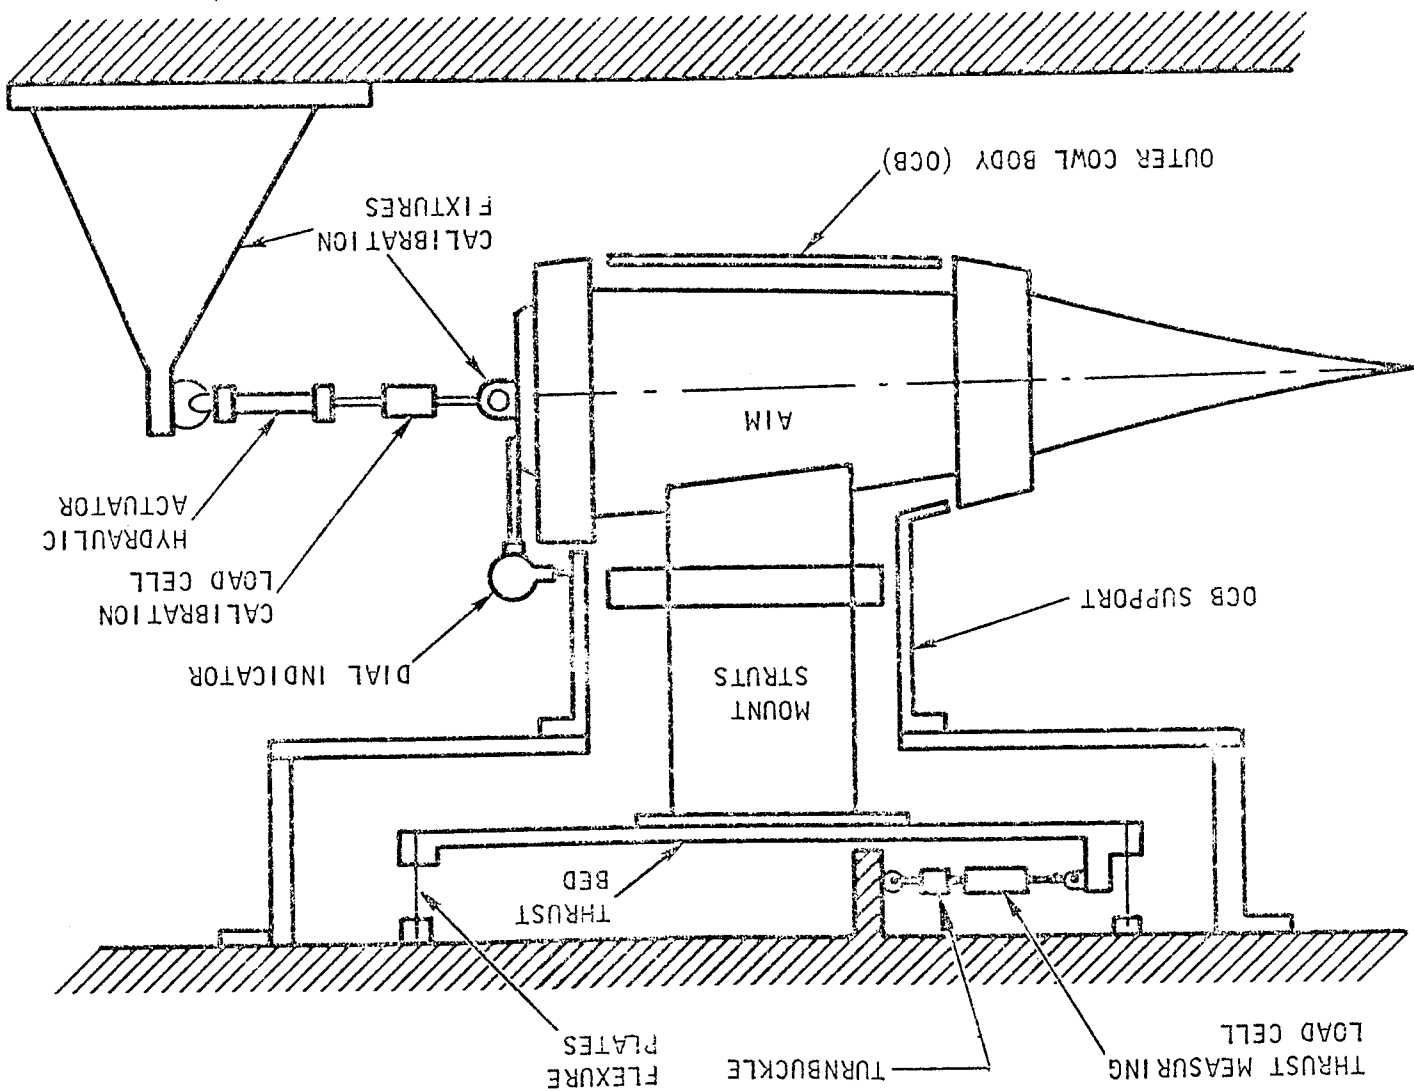 THRUST MEASURING
LOAD CELL
TURNBUCKLE
FLEXURE
PLATES
THRUST
BED
MOUNT
STRUTS
DIAL INDICATOR
OCB SUPPORT
CALIBRATION
LOAD CELL
HYDRAULIC
ACTUATOR
AIM
CALIBRATION
FIXTURES
OUTER COWL BODY (OCB)